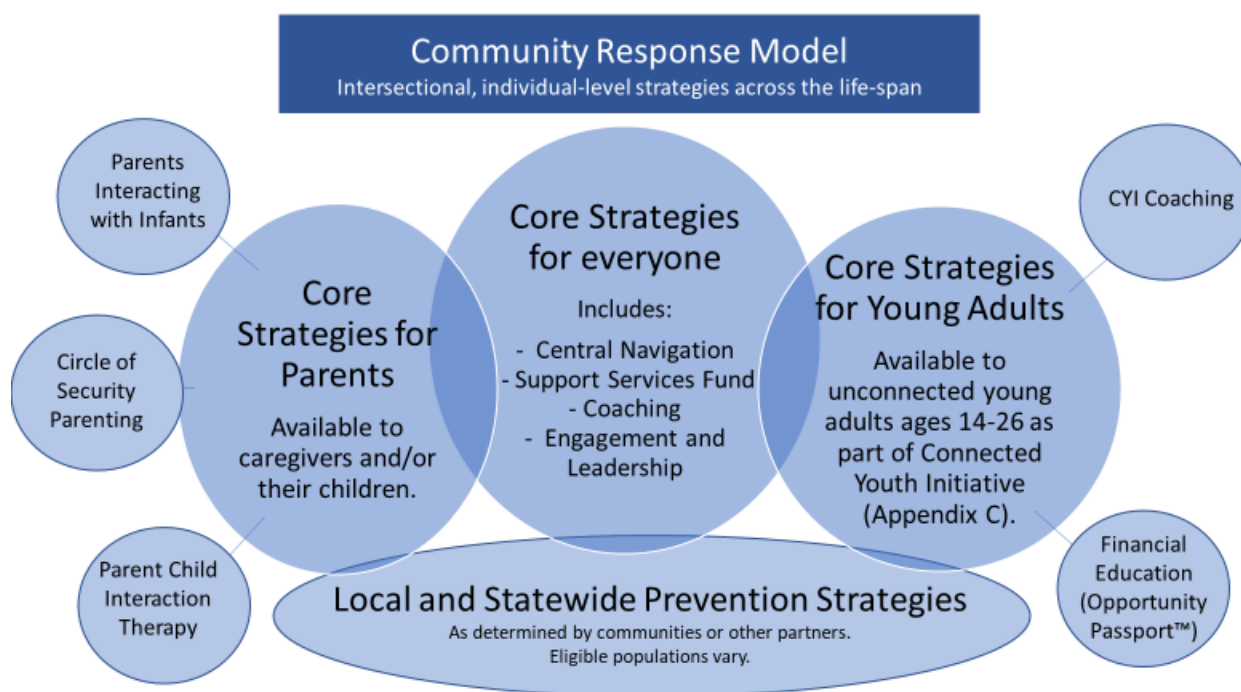 Community Response Model
Intersectional, individual-level strategies across the life-span
Parents
Interacting
with Infants
Circle of
Security
Parenting
Parent Child
Interaction
Therapy
Core
Strategies for
Parents
Available to
caregivers and/or
their children.
Core Strategies
for everyone
Includes:
- Central Navigation
- Support Services Fund
- Coaching
- Engagement and
Leadership
Core Strategies
for Young Adults
Available to
unconnected young
adults ages 14-26 as
part of Connected
Youth Initiative
(Appendix C).
CYI Coaching
Financial
Education
(Opportunity
Passport™)
Local and Statewide Prevention Strategies
As determined by communities or other partners.
Eligible populations vary.